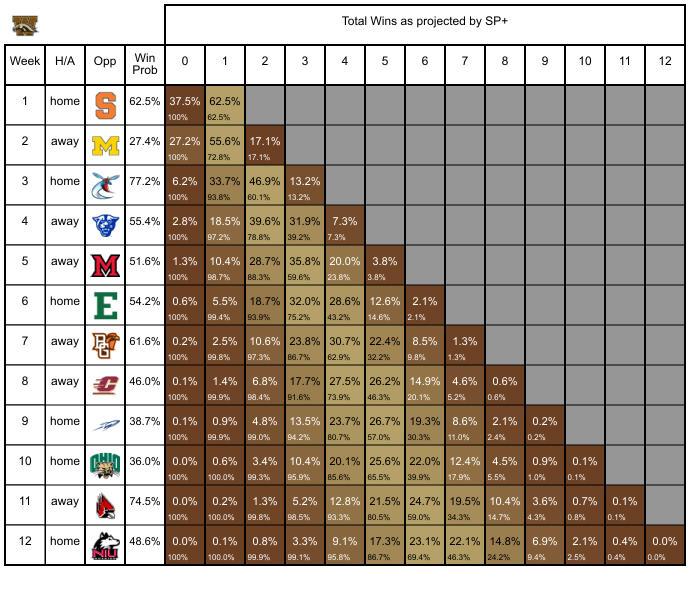 Total Wins as projected by SP+
Week H/A Opp Win Prob 0 1 2 3 4 5 6 7 8 9 10 11 12
1 home S 62.5% 37.5% 62.5%
100% 62.5%
2 away M 27.4% 27.2% 55.6% 17.1%
100% 72.8% 17.1%
3 home 77.2% 6.2% 33.7% 46.9% 13.2%
100% 93.8% 60.1% 13.2%
4 away 55.4% 2.8% 18.5% 39.6% 31.9% 7.3%
100% 97.2% 78.8% 39.2% 7.3%
5 away M 51.6% 1.3% 10.4% 28.7% 35.8% 20.0% 3.8%
100% 98.7% 88.3% 59.6% 23.8% 3.8%
6 home E 54.2% 0.6% 5.5% 18.7% 32.0% 28.6% 12.6% 2.1%
100% 99.4% 93.9% 75.2% 43.2% 14.6% 2.1%
7 away BG 61.6% 0.2% 2.5% 10.6% 23.8% 30.7% 22.4% 8.5% 1.3%
100% 99.8% 97.3% 86.7% 62.9% 32.2% 9.8% 1.3%
8 away C 46.0% 0.1% 1.4% 6.8% 17.7% 27.5% 26.2% 14.9% 4.6% 0.6%
100% 99.9% 98.4% 91.6% 73.9% 46.3% 20.1% 5.2% 0.6%
9 home 38.7% 0.1% 0.9% 4.8% 13.5% 23.7% 26.7% 19.3% 8.6% 2.1% 0.2%
100% 99.9% 99.0% 94.2% 80.7% 57.0% 30.3% 11.0% 2.4% 0.2%
10 home OHIO 36.0% 0.0% 0.6% 3.4% 10.4% 20.1% 25.6% 22.0% 12.4% 4.5% 0.9% 0.1%
100% 100.0% 99.3% 95.9% 85.6% 65.5% 39.9% 17.9% 5.5% 1.0% 0.1%
11 away 74.5% 0.0% 0.2% 1.3% 5.2% 12.8% 21.5% 24.7% 19.5% 10.4% 3.6% 0.7% 0.1%
100% 100.0% 99.8% 98.5% 93.3% 80.5% 59.0% 34.3% 14.7% 4.3% 0.8% 0.1%
12 home NIU 48.6% 0.0% 0.1% 0.8% 3.3% 9.1% 17.3% 23.1% 22.1% 14.8% 6.9% 2.1% 0.4% 0.0%
100% 100.0% 99.9% 99.1% 95.8% 86.7% 69.4% 46.3% 24.2% 9.4% 2.5% 0.4% 0.0%